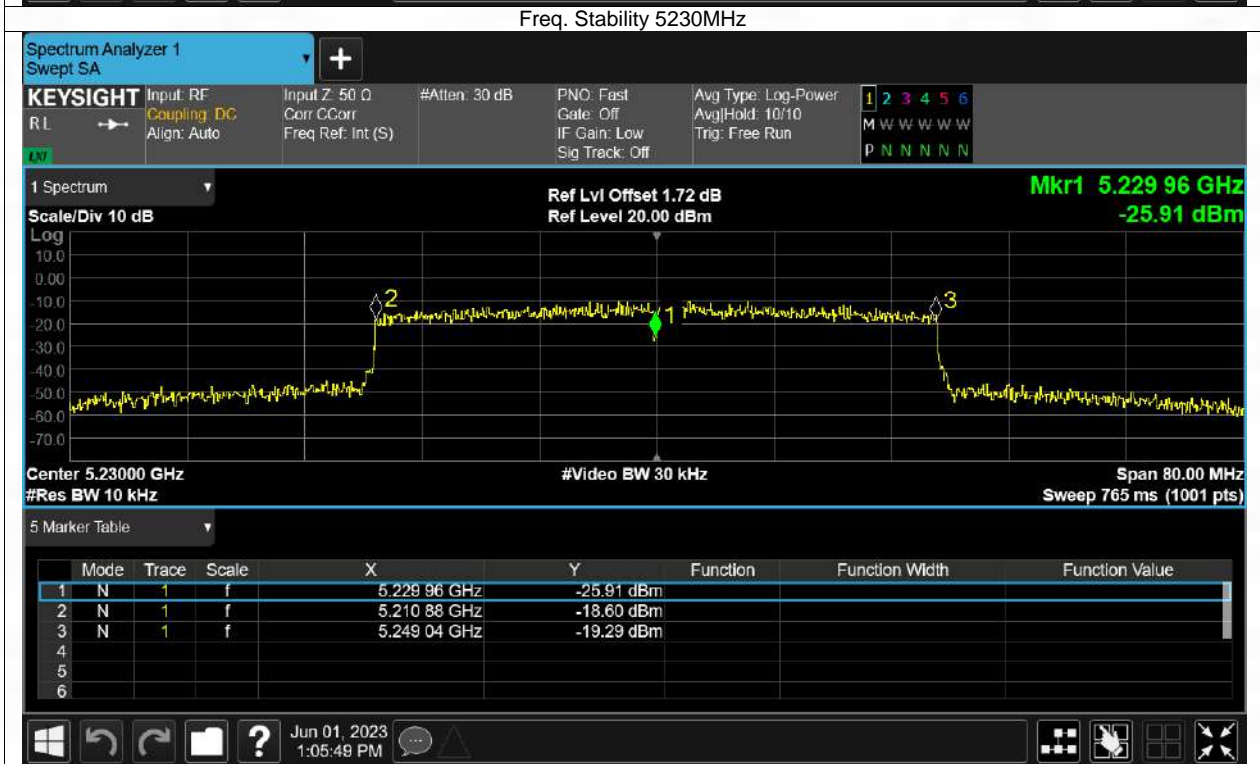 Freq. Stability 5230MHz
Spectrum Analyzer 1
Swept SA
+
KEYSIGHT Input: RF Input Z: 50 Ω #Atten: 30 dB PNO: Fast Avg Type: Log-Power 1 2 3 4 5 6
RL Coupling: DC Corr CCorr Gate: Off Avg|Hold: 10/10 M W W W W W
Align: Auto Freq Ref: Int (S) IF Gain: Low Trig: Free Run
LXI Sig Track: Off P N N N N N
1 Spectrum Ref Lvl Offset 1.72 dB Mkr1 5.229 96 GHz
Scale/Div 10 dB Ref Level 20.00 dBm -25.91 dBm
Log
10.0
0.00
-10.0 2 3
-20.0 1
-30.0
-40.0
-50.0
-60.0
-70.0
Center 5.23000 GHz #Video BW 30 kHz Span 80.00 MHz
#Res BW 10 kHz Sweep 765 ms (1001 pts)
5 Marker Table
Mode Trace Scale X Y Function Function Width Function Value
1 N 1 f 5.229 96 GHz -25.91 dBm
2 N 1 f 5.210 88 GHz -18.60 dBm
3 N 1 f 5.249 04 GHz -19.29 dBm
4
5
6
? Jun 01, 2023
1:05:49 PM